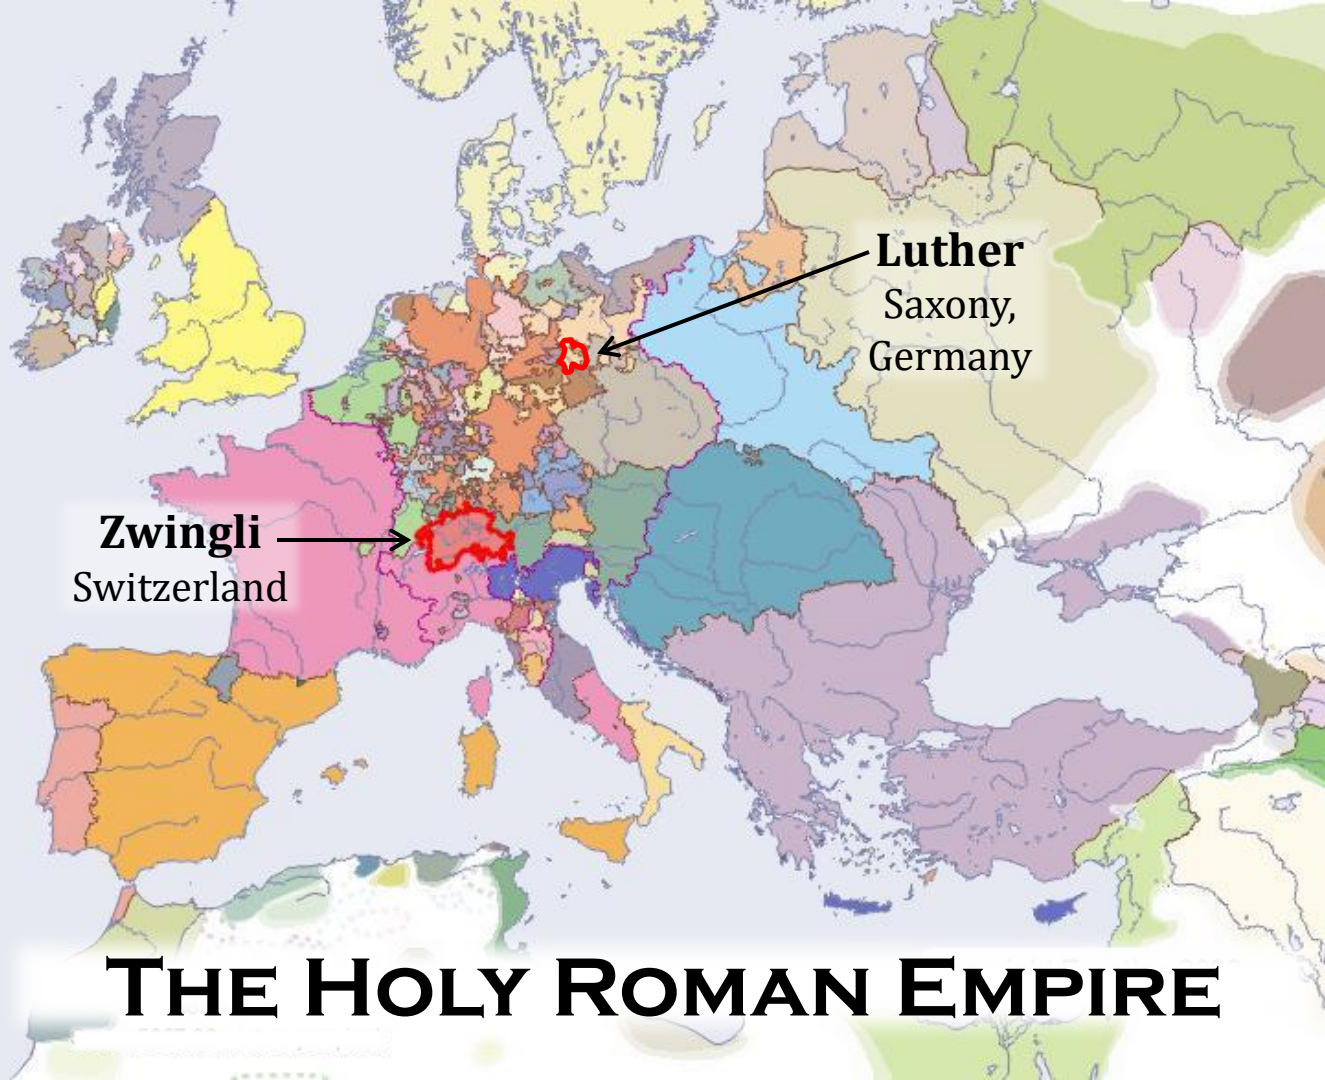 Luther
Saxony,
Germany
Zwingli
Switzerland
THE HOLY ROMAN EMPIRE